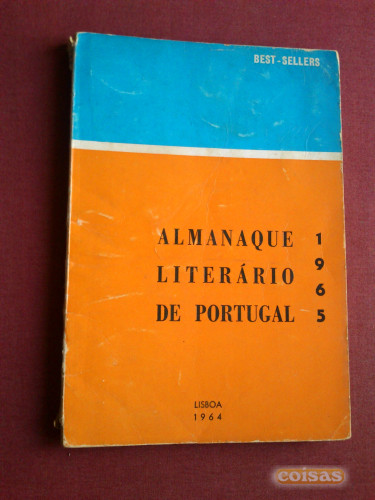 BEST-SELLERS
ALMANAQUE
LITERÁRIO
DE PORTUGAL
1
9
6
5
LISBOA
1964
coisas